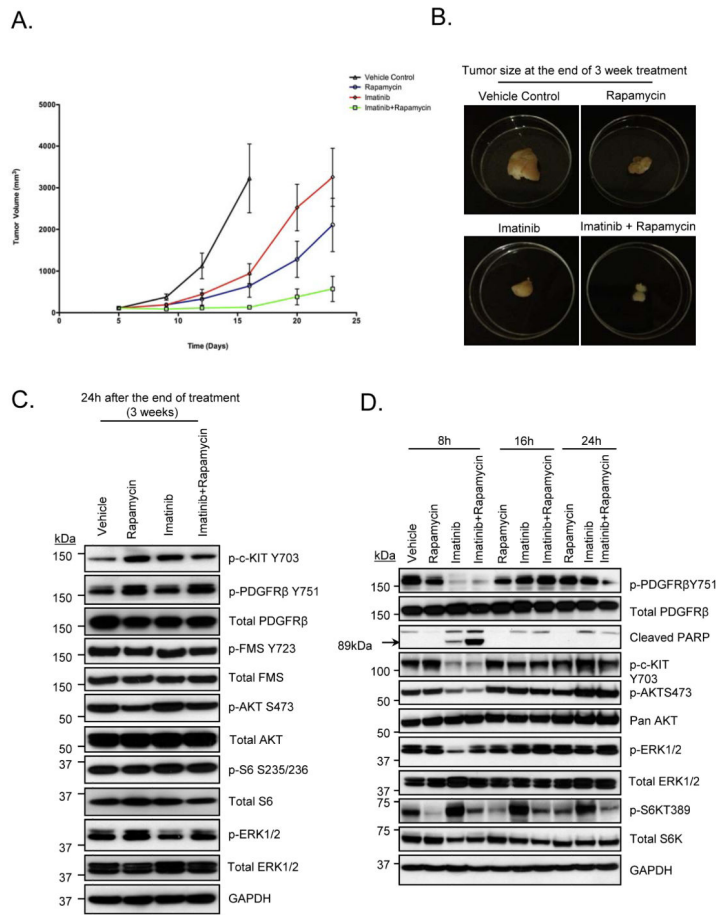 A.
Vehicle Control
Rapamycin
Imatinib
Imatinib+Rapamycin
5000
4000
3000
2000
1000
0
Tumor Volume (mm³)
0 5 10 15 20 25
Time (Days)
B.
Tumor size at the end of 3 week treatment
Vehicle Control Rapamycin
Imatinib Imatinib + Rapamycin
C.
24h after the end of treatment
(3 weeks)
Vehicle
Rapamycin
Imatinib
Imatinib+Rapamycin
kDa
150 p-c-KIT Y703
150 p-PDGFRβ Y751
150 Total PDGFRβ
150 p-FMS Y723
150 Total FMS
50 p-AKT S473
50 Total AKT
37 p-S6 S235/236
37 Total S6
37 p-ERK1/2
37 Total ERK1/2
37 GAPDH
D.
8h 16h 24h
Vehicle
Rapamycin
Imatinib
Imatinib+Rapamycin
Rapamycin
Imatinib
Imatinib+Rapamycin
Rapamycin
Imatinib
Imatinib+Rapamycin
kDa
150 p-PDGFRβY751
150 Total PDGFRβ
89kDa Cleaved PARP
100 p-c-KIT
Y703
50 p-AKTS473
50 Pan AKT
37 p-ERK1/2
37 Total ERK1/2
75 p-S6KT389
75 Total S6K
37 GAPDH